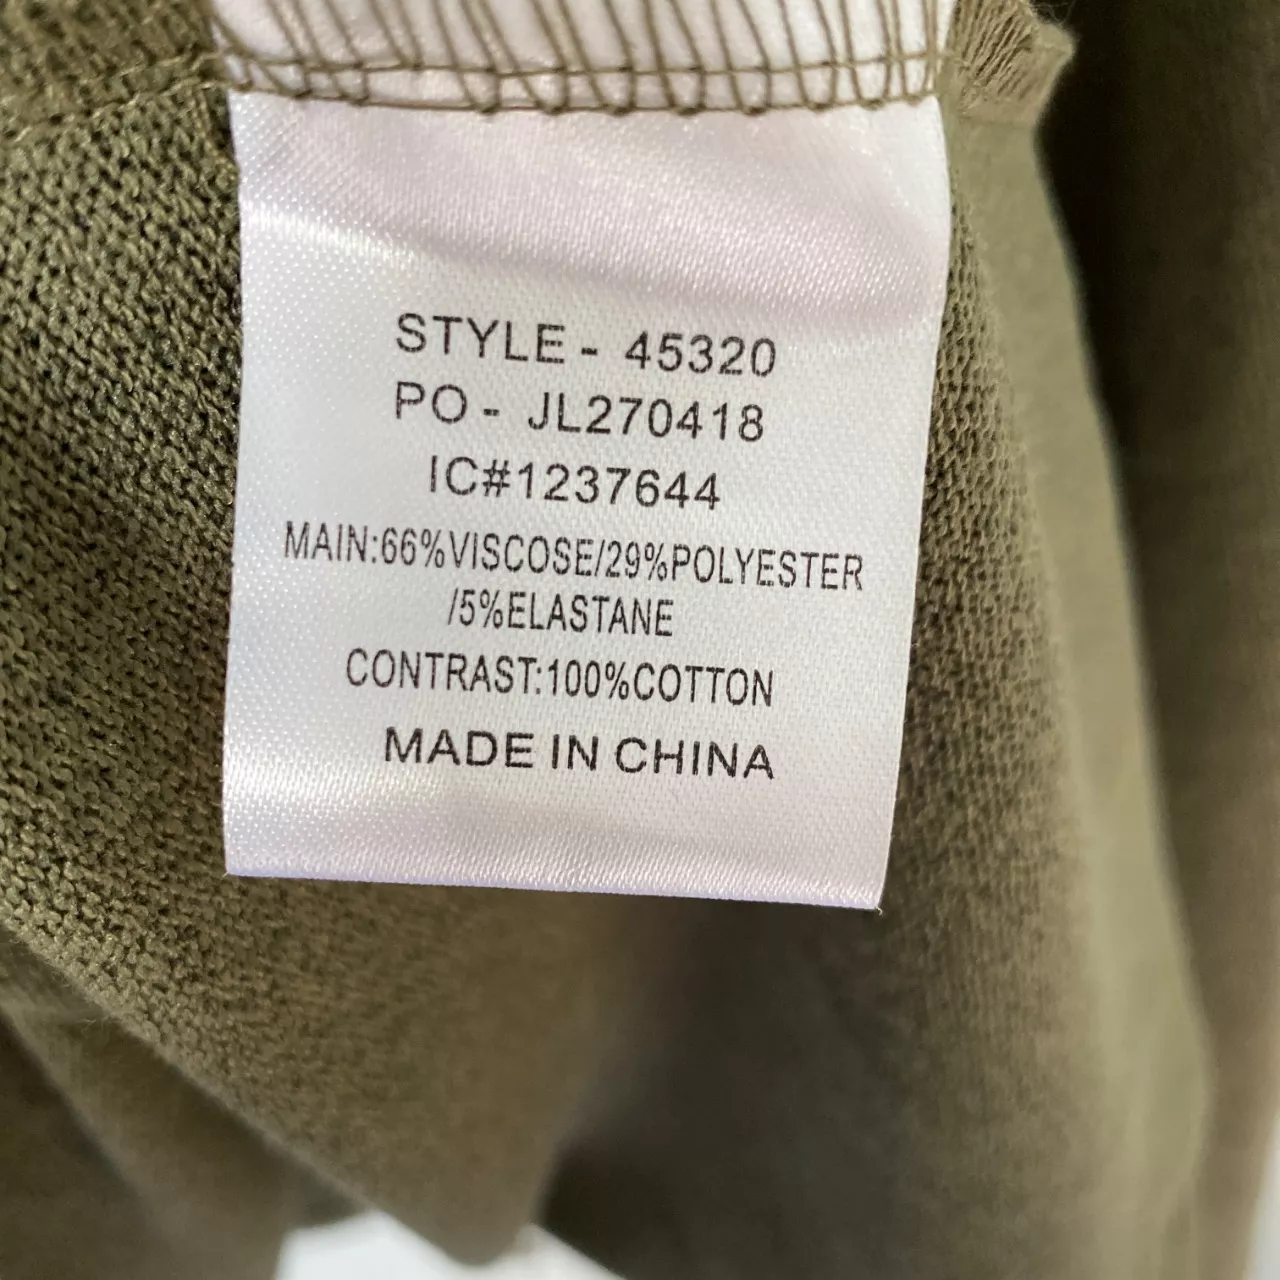 STYLE - 45320
PO - JL270418
IC#1237644
MAIN:66%VISCOSE/29%POLYESTER
/5%ELASTANE
CONTRAST:100%COTTON
MADE IN CHINA